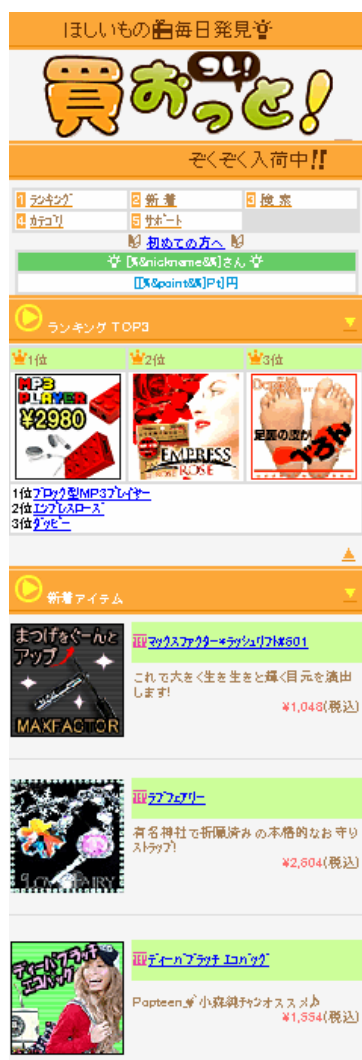 ほしいもの毎日発見
買おっと!
コレ!
ぞくぞく入荷中!!
1 ランキング 2 新着 3 検索
4 カテゴリ 5 サポート
初めての方へ
[%&nickname&%]さん
[[%&point&%]Pt]円
ランキング TOP3
1位 2位 3位
MP3 PLAYER ¥2980
EMPRESS ROSE
足裏の皮が
べろん
1位ブロック型MP3プレイヤー
2位エンプレスローズ
3位ダッピー
新着アイテム
まつげをぐーんとアップ
MAXFACTOR
マックスファクター*ラッシュリフト#501
これで大きく生き生きと輝く目元を演出します!
¥1,048(税込)
LOVE FAIRY
ラブフェアリー
有名神社で祈願済みの本格的なお守りストラップ!
¥2,604(税込)
ディーバブラッチ
エコバック
ディーバブラッチ エコバッグ
Popteen 小森純チャンオススメ♪
¥1,554(税込)